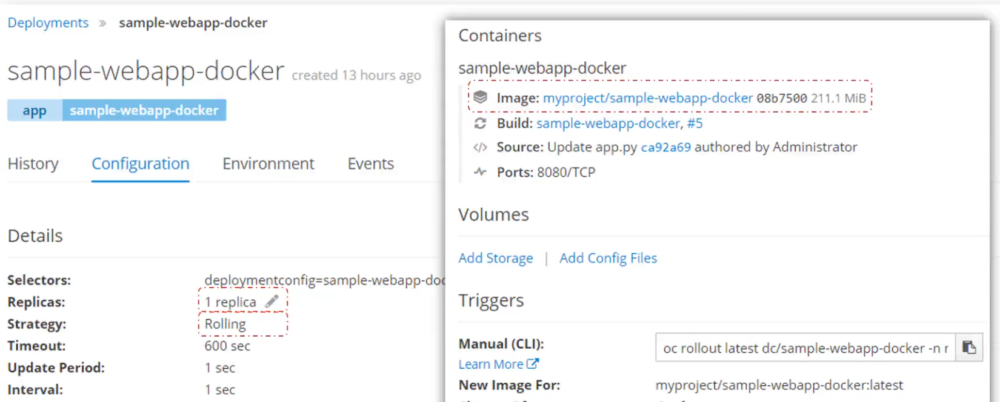 Deployments » sample-webapp-docker
sample-webapp-docker created 13 hours ago
app sample-webapp-docker
History Configuration Environment Events
Details
Selectors: deploymentconfig=sample-webapp-doc
Replicas: 1 replica
Strategy: Rolling
Timeout: 600 sec
Update Period: 1 sec
Interval: 1 sec
Containers
sample-webapp-docker
Image: myproject/sample-webapp-docker 08b7500 211.1 MiB
Build: sample-webapp-docker, #5
</> Source: Update app.py ca92a69 authored by Administrator
Ports: 8080/TCP
Volumes
Add Storage | Add Config Files
Triggers
Manual (CLI): oc rollout latest dc/sample-webapp-docker -n
Learn More
New Image For: myproject/sample-webapp-docker:latest